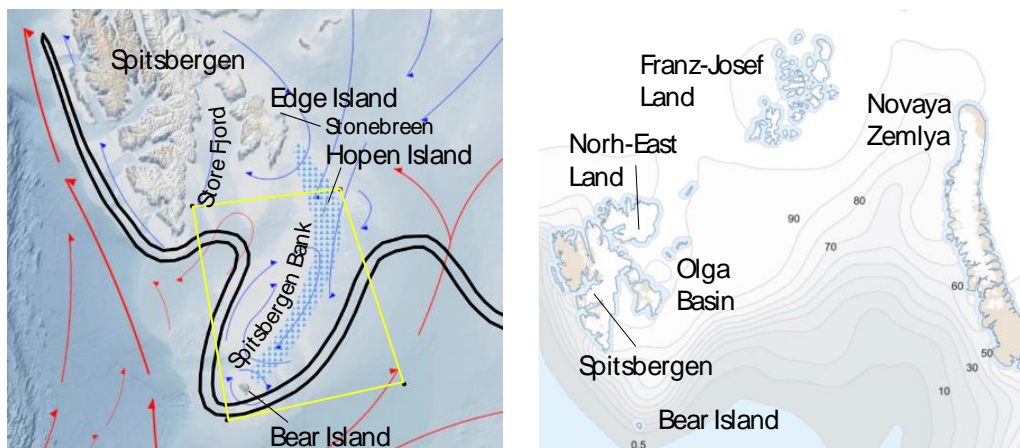 Spitsbergen
Edge Island
Stonebreen
Hopen Island
Store Fjord
Spitsbergen Bank
Bear Island
Franz-Josef
Land
Novaya
Zemlya
Norh-East
Land
80
90
70
Olga
Basin
60
Spitsbergen
50
30
10
Bear Island
0.5